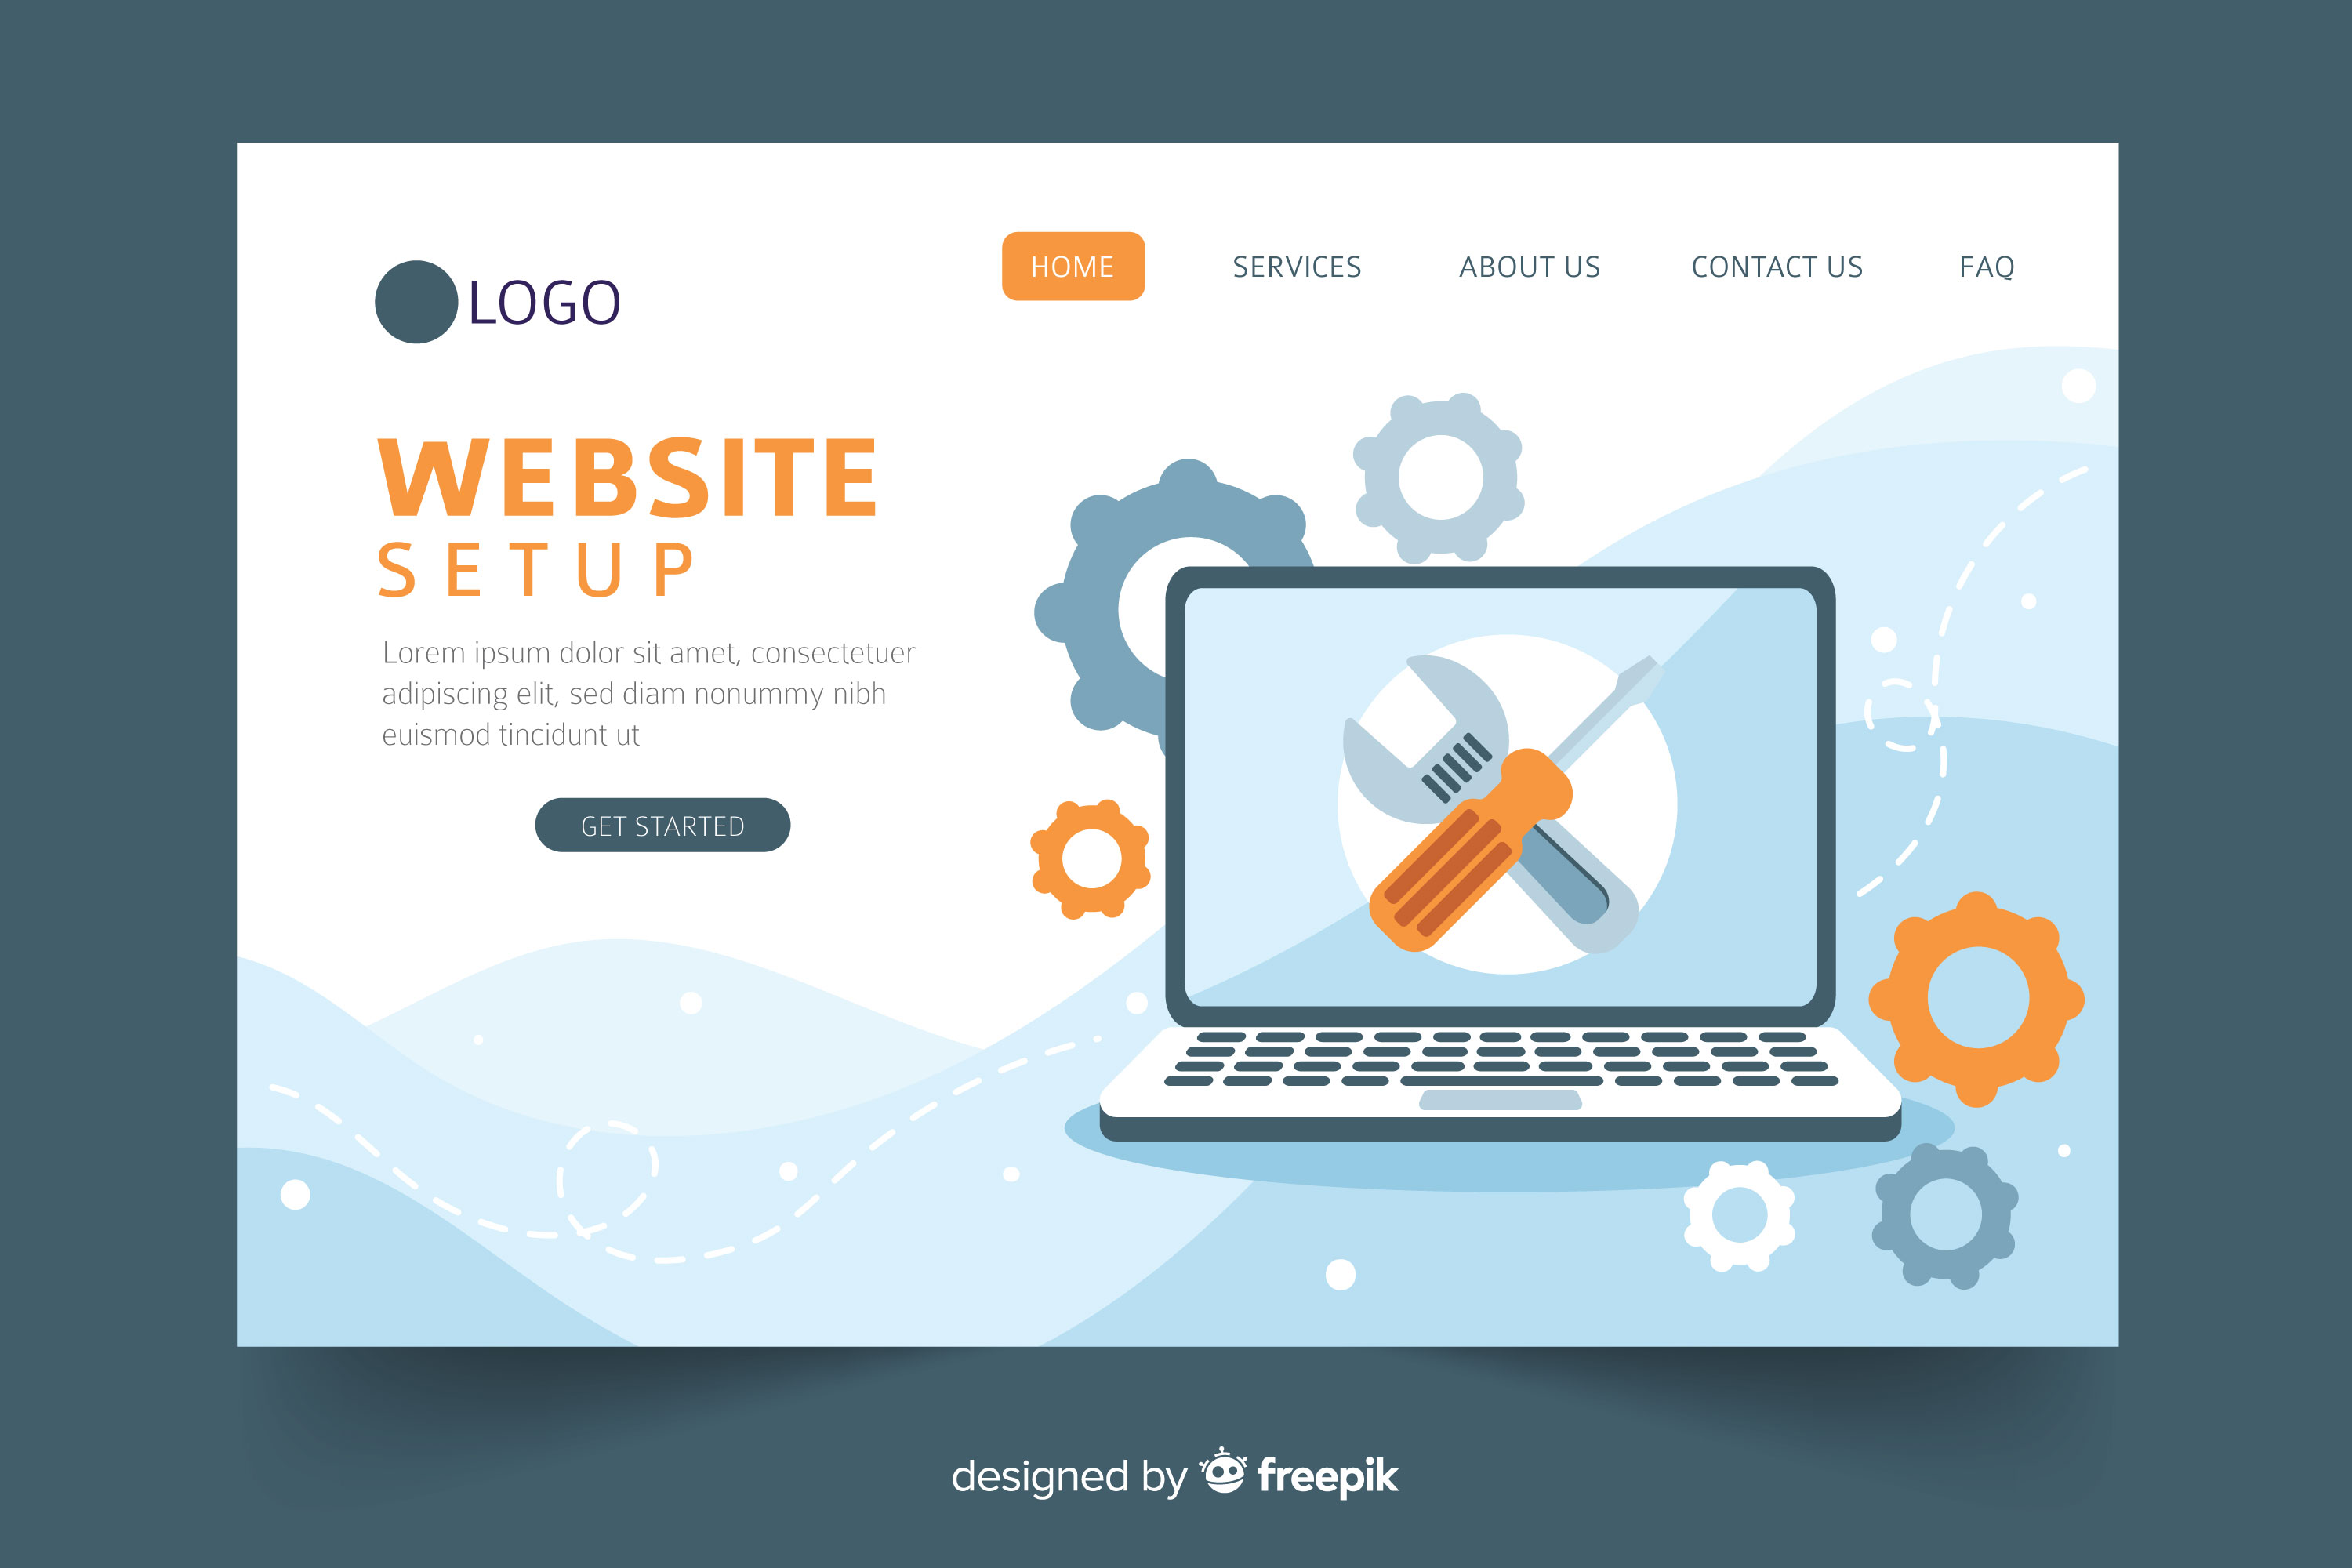 LOGO
HOME SERVICES ABOUT US CONTACT US FAQ
WEBSITE
SETUP
Lorem ipsum dolor sit amet, consectetuer
adipiscing elit, sed diam nonummy nibh
euismod tincidunt ut
GET STARTED
designed by freepik